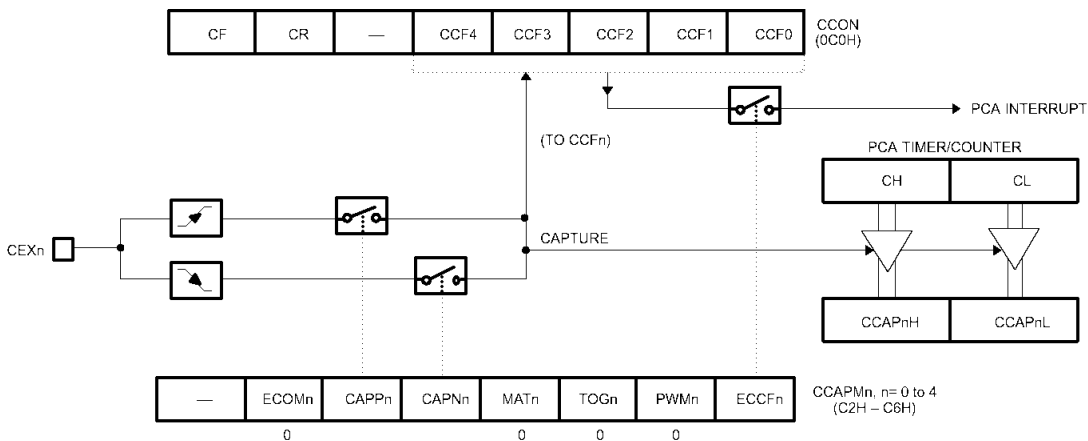 CF CR — CCF4 CCF3 CCF2 CCF1 CCF0
CCON
(0C0H)
PCA INTERRUPT
(TO CCFn)
PCA TIMER/COUNTER
CH CL
CEXn
CAPTURE
CCAPnH CCAPnL
— ECOMn CAPPn CAPNn MATn TOGn PWMn ECCFn
CCAPMn, n= 0 to 4
(C2H – C6H)
0 0 0 0